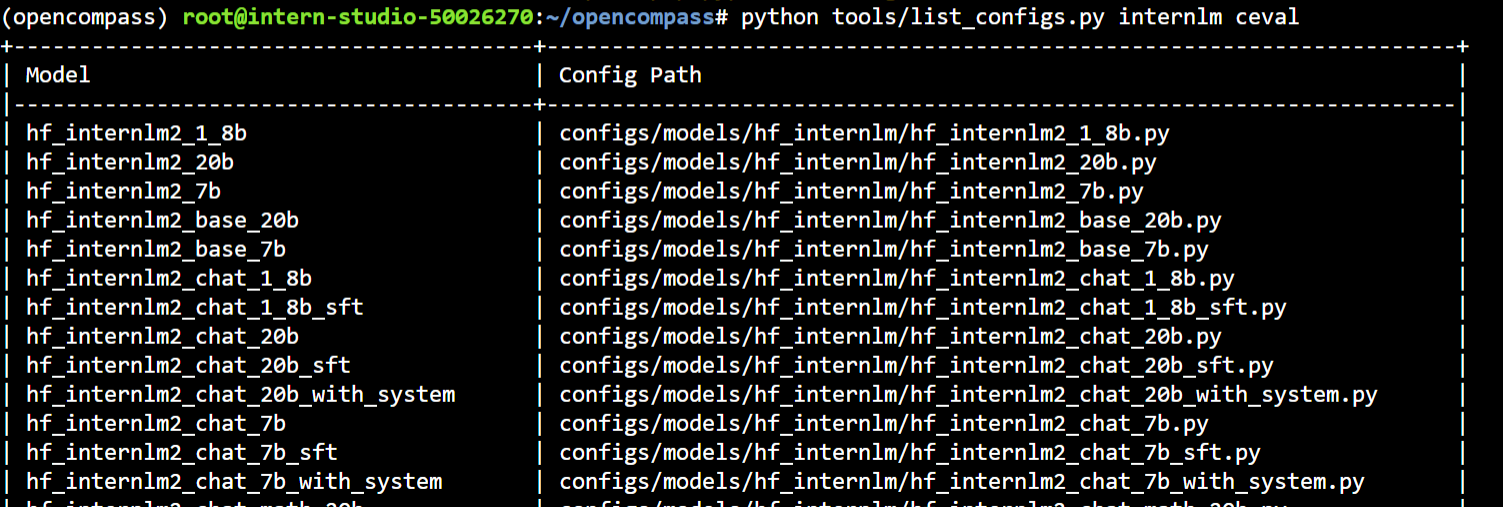 (opencompass) root@intern-studio-50026270:~/opencompass# python tools/list_configs.py internlm ceval
+----------------------------------------+----------------------------------------------------------------------+
| Model                                  | Config Path                                                          |
|----------------------------------------+----------------------------------------------------------------------|
| hf_internlm2_1_8b                      | configs/models/hf_internlm/hf_internlm2_1_8b.py                      |
| hf_internlm2_20b                       | configs/models/hf_internlm/hf_internlm2_20b.py                       |
| hf_internlm2_7b                        | configs/models/hf_internlm/hf_internlm2_7b.py                        |
| hf_internlm2_base_20b                  | configs/models/hf_internlm/hf_internlm2_base_20b.py                  |
| hf_internlm2_base_7b                   | configs/models/hf_internlm/hf_internlm2_base_7b.py                   |
| hf_internlm2_chat_1_8b                 | configs/models/hf_internlm/hf_internlm2_chat_1_8b.py                 |
| hf_internlm2_chat_1_8b_sft             | configs/models/hf_internlm/hf_internlm2_chat_1_8b_sft.py             |
| hf_internlm2_chat_20b                  | configs/models/hf_internlm/hf_internlm2_chat_20b.py                  |
| hf_internlm2_chat_20b_sft              | configs/models/hf_internlm/hf_internlm2_chat_20b_sft.py              |
| hf_internlm2_chat_20b_with_system      | configs/models/hf_internlm/hf_internlm2_chat_20b_with_system.py      |
| hf_internlm2_chat_7b                   | configs/models/hf_internlm/hf_internlm2_chat_7b.py                   |
| hf_internlm2_chat_7b_sft               | configs/models/hf_internlm/hf_internlm2_chat_7b_sft.py               |
| hf_internlm2_chat_7b_with_system       | configs/models/hf_internlm/hf_internlm2_chat_7b_with_system.py       |